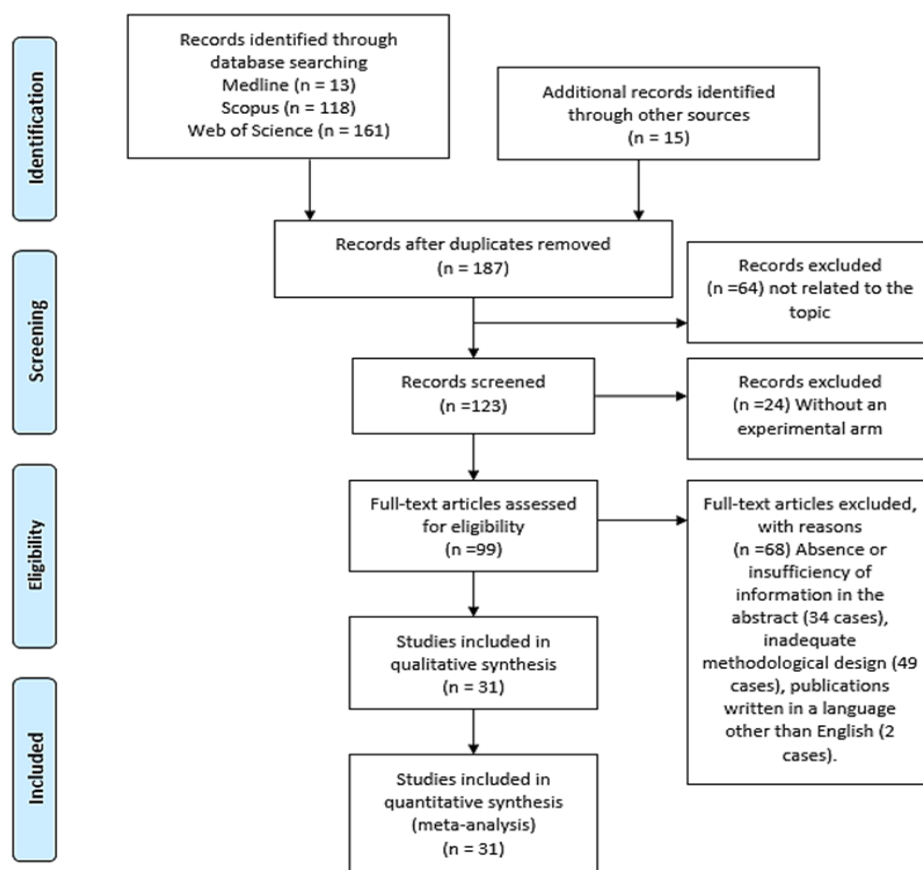 Identification
Records identified through
database searching
Medline (n = 13)
Scopus (n = 118)
Web of Science (n = 161)
Additional records identified
through other sources
(n = 15)
Records after duplicates removed
(n = 187)
Screening
Records excluded
(n =64) not related to the
topic
Records screened
(n =123)
Records excluded
(n =24) Without an
experimental arm
Eligibility
Full-text articles assessed
for eligibility
(n =99)
Full-text articles excluded,
with reasons
(n =68) Absence or
insufficiency of
information in the
abstract (34 cases),
inadequate
methodological design (49
cases), publications
written in a language
other than English (2
cases).
Studies included in
qualitative synthesis
(n = 31)
Included
Studies included in
quantitative synthesis
(meta-analysis)
(n = 31)